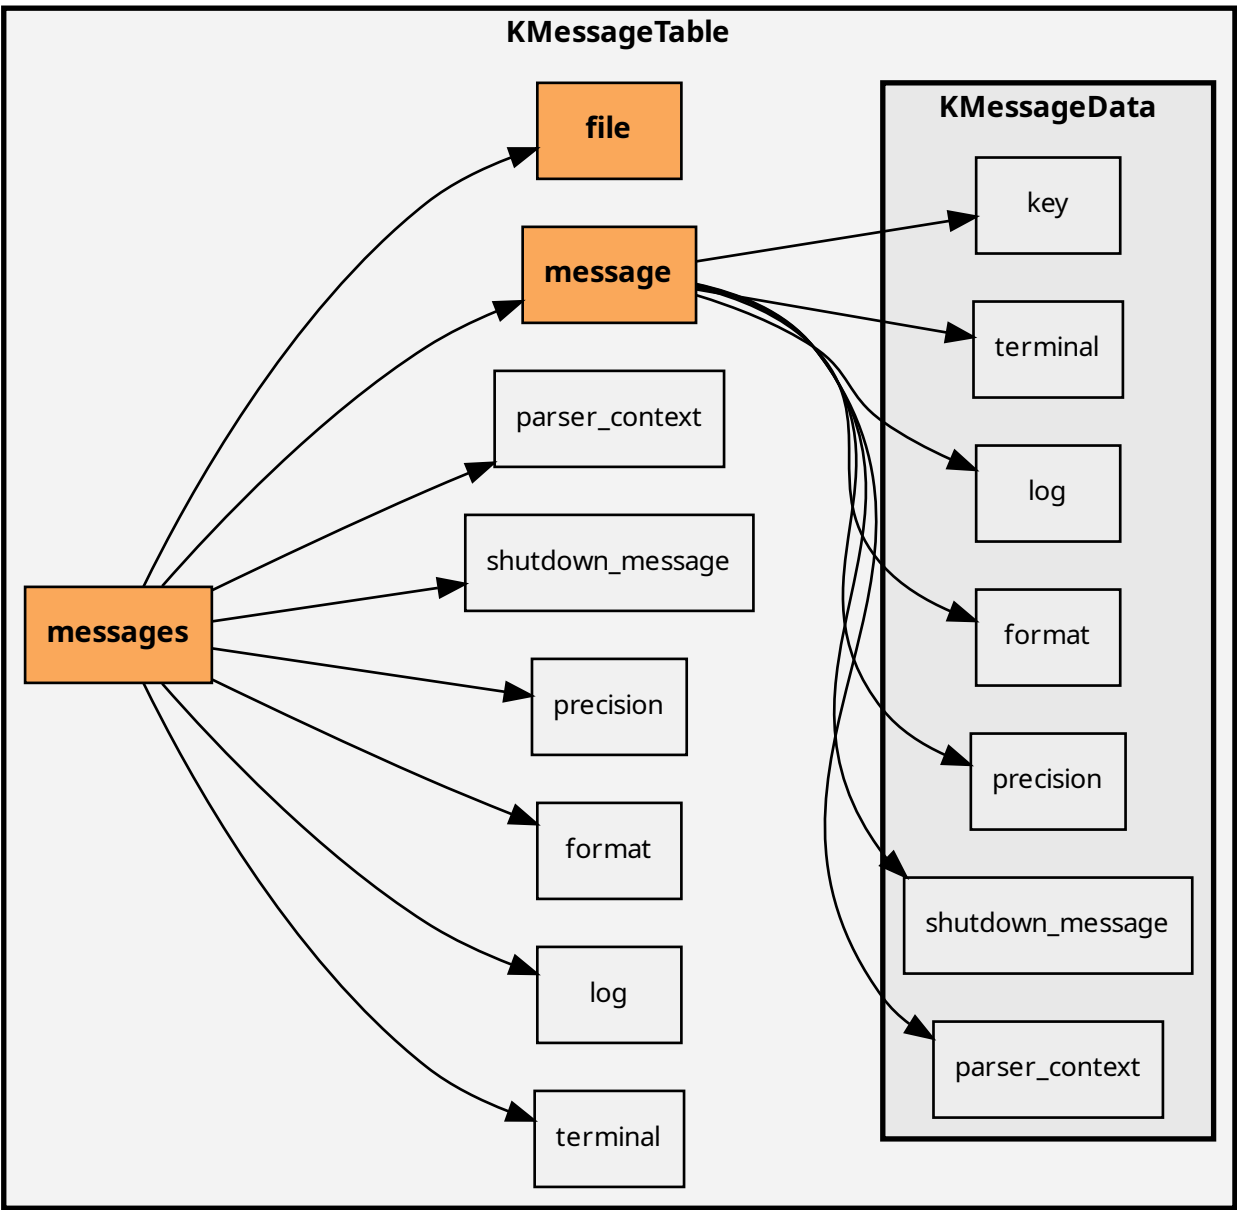 KMessageTable
file
message
parser_context
shutdown_message
messages
precision
format
log
terminal
KMessageData
key
terminal
log
format
precision
shutdown_message
parser_context